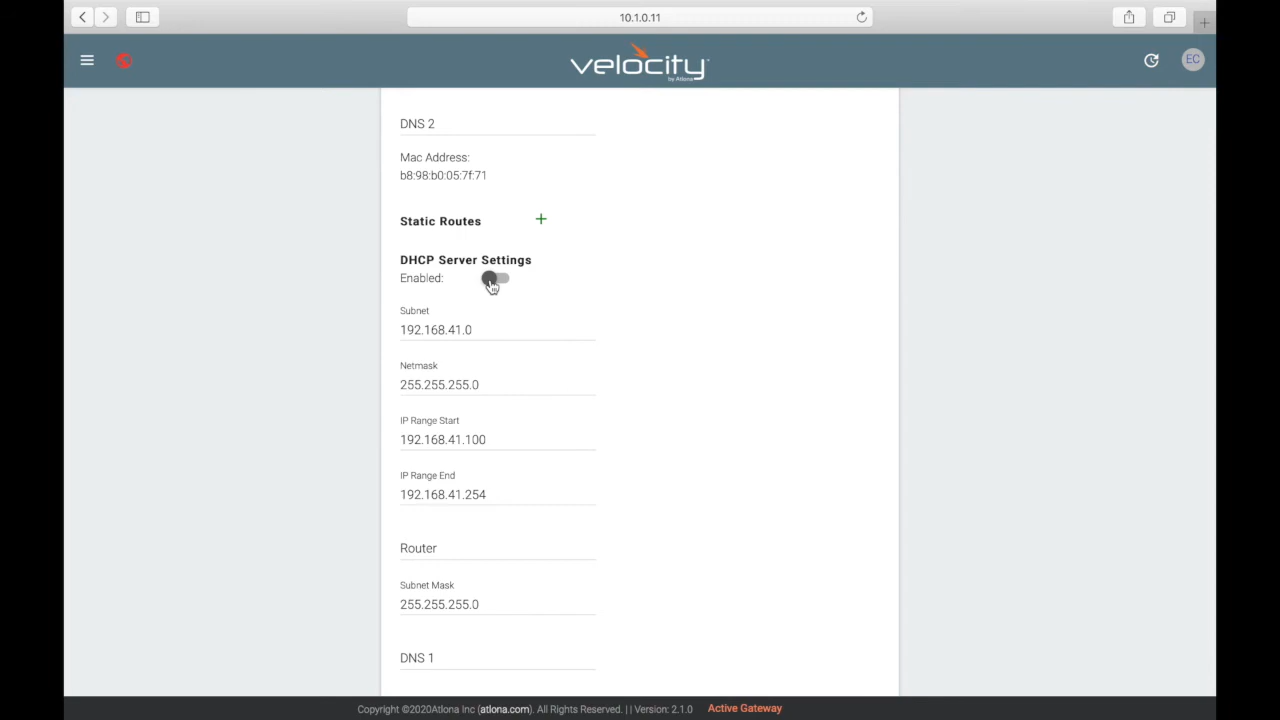 10.1.0.11
velocity
by Atlona
EC
DNS 2
Mac Address:
b8:98:b0:05:7f:71
Static Routes
DHCP Server Settings
Enabled:
Subnet
192.168.41.0
Netmask
255.255.255.0
IP Range Start
192.168.41.100
IP Range End
192.168.41.254
Router
Subnet Mask
255.255.255.0
DNS 1
Copyright ©2020Atlona Inc (atlona.com). All Rights Reserved. | | Version: 2.1.0 Active Gateway